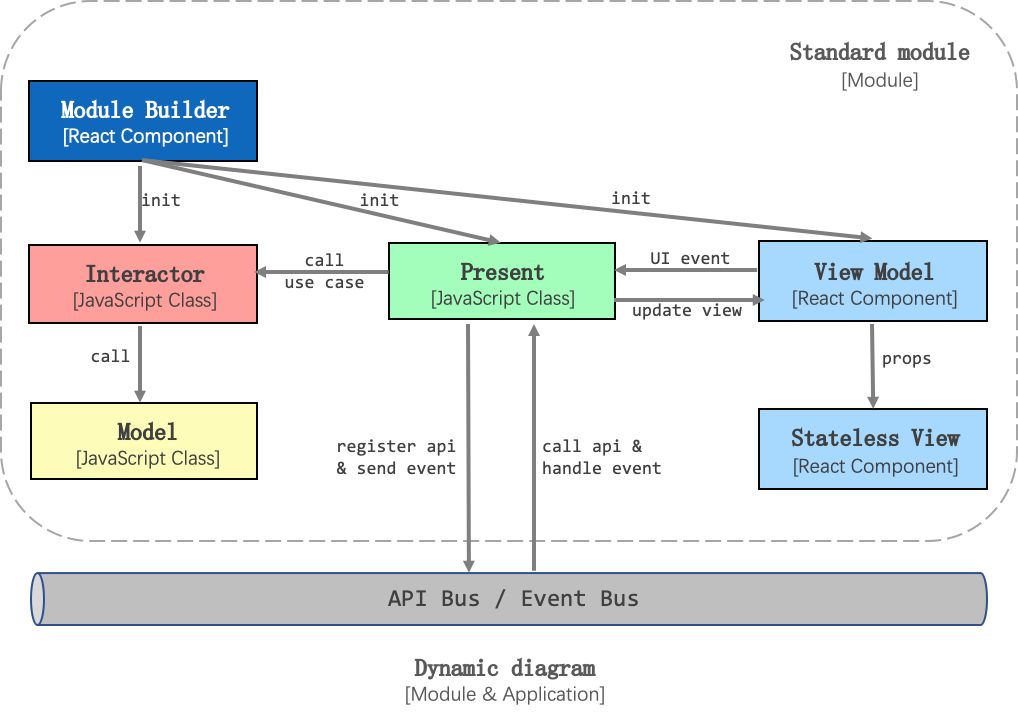 Standard module
[Module]
Module Builder
[React Component]
init
init
init
Interactor
[JavaScript Class]
call
use case
Present
[JavaScript Class]
UI event
update view
View Model
[React Component]
call
props
Model
[JavaScript Class]
register api
& send event
call api &
handle event
Stateless View
[React Component]
API Bus / Event Bus
Dynamic diagram
[Module & Application]